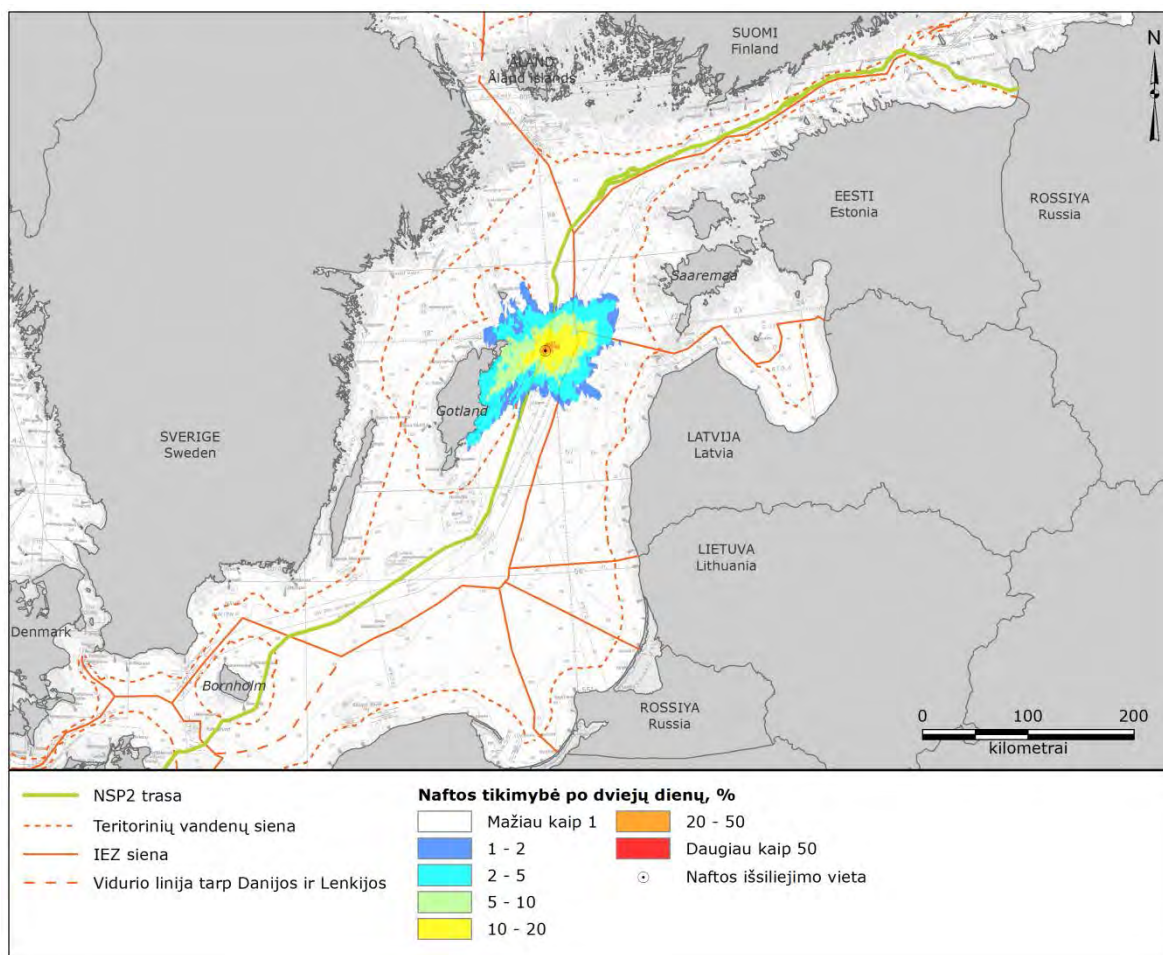 SUOMI
Finland
N
ÅLAND
Åland Islands
EESTI
Estonia
ROSSIYA
Russia
Saaremaa
Gotland
SVERIGE
Sweden
LATVIJA
Latvia
LIETUVA
Lithuania
Denmark
Bornholm
ROSSIYA
Russia
0 100 200
kilometrai
NSP2 trasa
Teritorinių vandenų siena
IEZ siena
Vidurio linija tarp Danijos ir Lenkijos
Naftos tikimybė po dviejų dienų, %
Mažiau kaip 1
1 - 2
2 - 5
5 - 10
10 - 20
20 - 50
Daugiau kaip 50
Naftos išsiliejimo vieta